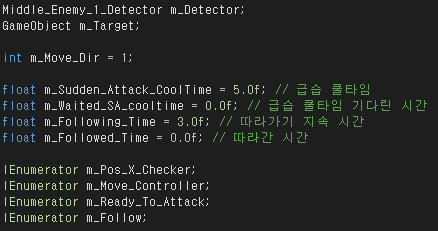 Middle_Enemy_1_Detector m_Detector;
GameObject m_Target;
int m_Move_Dir = 1;
float m_Sudden_Attack_CoolTime = 5.0f; // 급습 쿨타임
float m_Waited_SA_cooltime = 0.0f; // 급습 쿨타임 기다린 시간
float m_Following_Time = 3.0f; // 따라가기 지속 시간
float m_Followed_Time = 0.0f; // 따라간 시간
IEnumerator m_Pos_X_Checker;
IEnumerator m_Move_Controller;
IEnumerator m_Ready_To_Attack;
IEnumerator m_Follow;